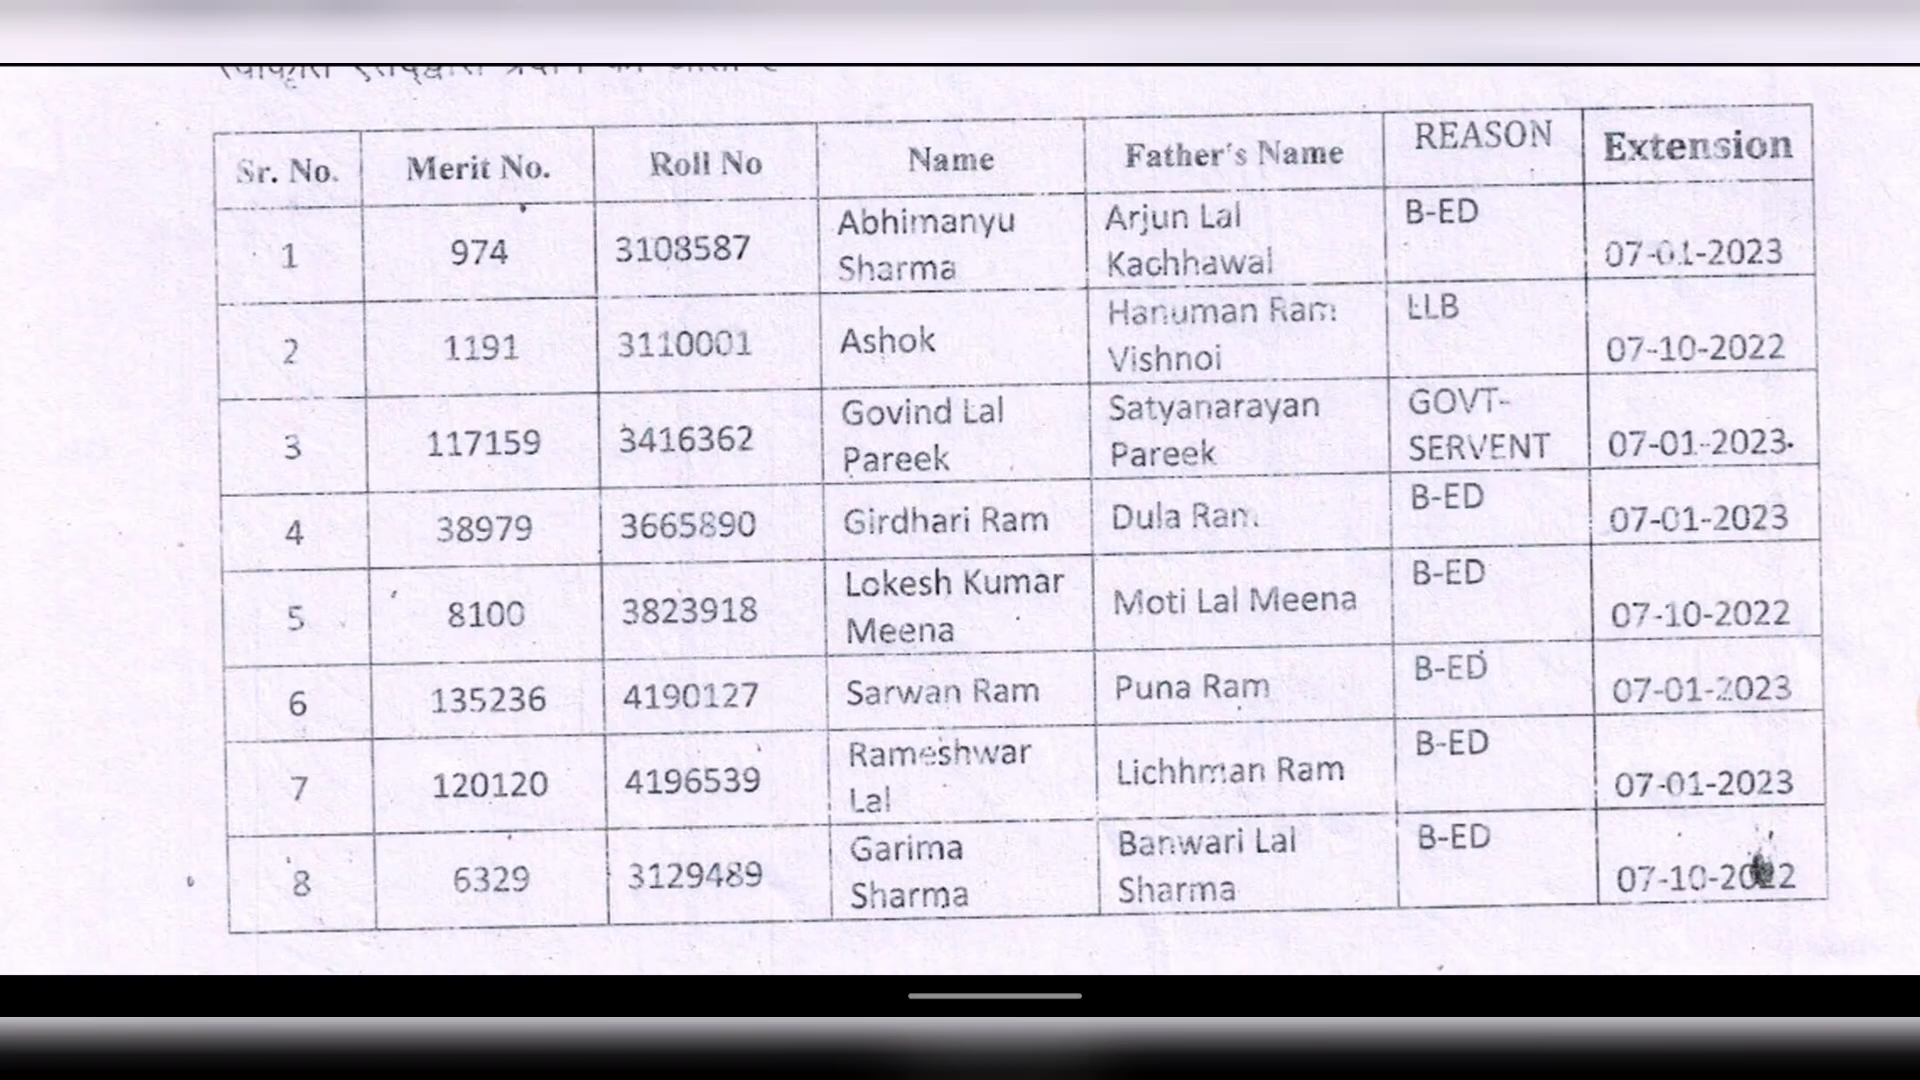 Sr. No. Merit No. Roll No Name Father's Name REASON Extension
1 974 3108587 Abhimanyu Sharma Arjun Lal Kachhawal B-ED 07-01-2023
2 1191 3110001 Ashok Hanuman Ram Vishnoi LLB 07-10-2022
3 117159 3416362 Govind Lal Pareek Satyanarayan Pareek GOVT-SERVENT 07-01-2023
4 38979 3665890 Girdhari Ram Dula Ram B-ED 07-01-2023
5 8100 3823918 Lokesh Kumar Meena Moti Lal Meena B-ED 07-10-2022
6 135236 4190127 Sarwan Ram Puna Ram B-ED 07-01-2023
7 120120 4196539 Rameshwar Lal Lichhman Ram B-ED 07-01-2023
8 6329 3129489 Garima Sharma Banwari Lal Sharma B-ED 07-10-2022